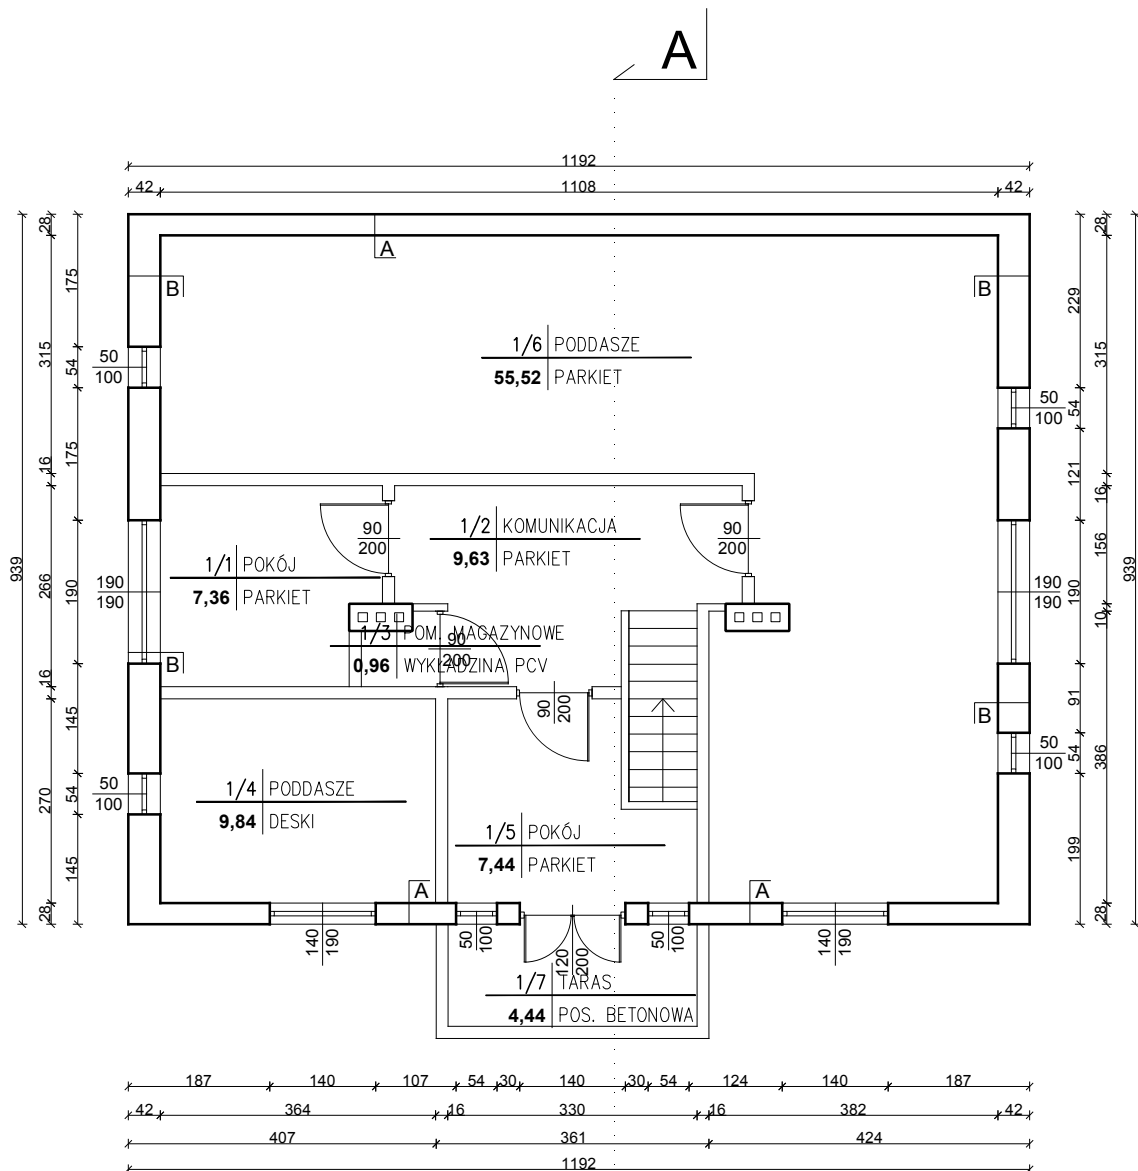 A
1192
42 1108 42
A
B
B
1/6 PODDASZE
55,52 PARKIET
50
100
50
100
939
28
315
16
266
16
270
28
175
54
175
190
145
54
145
229
54
121
190
91
54
199
28
315
16
156
10
386
28
939
90
200
1/2 KOMUNIKACJA
9,63 PARKIET
90
200
1/1 POKÓJ
7,36 PARKIET
190
190
190
190
1/3 POM. MAGAZYNOWE
0,96 WYKŁADZINA PCV
90
200
B
B
90
200
50
100
50
100
1/4 PODDASZE
9,84 DESKI
1/5 POKÓJ
7,44 PARKIET
A
A
140
190
50
100
120
200
50
100
140
190
1/7 TARAS
4,44 POS. BETONOWA
187 140 107 54 30 140 30 54 124 140 187
42 364 16 330 16 382 42
407 361 424
1192